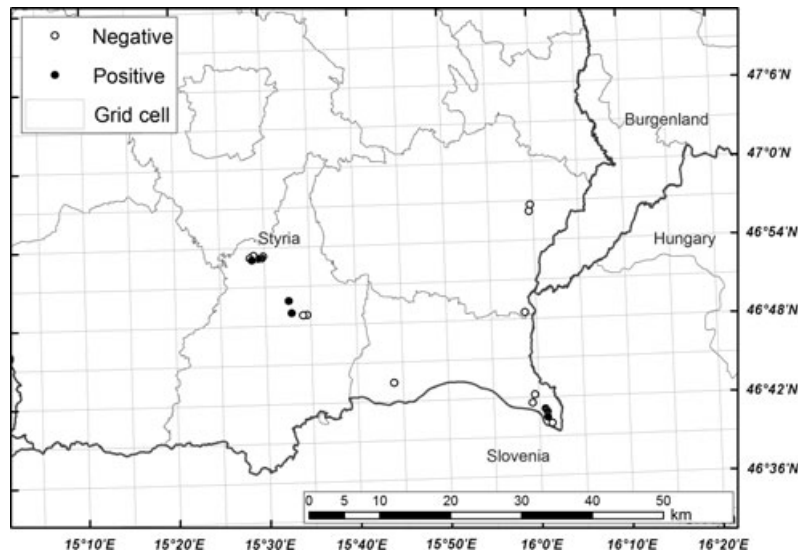 Negative
Positive
Grid cell
47°6'N
Burgenland
47°0'N
Styria
46°54'N
Hungary
46°48'N
46°42'N
Slovenia
46°36'N
0 5 10 20 30 40 50
km
15°10'E 15°20'E 15°30'E 15°40'E 15°50'E 16°0'E 16°10'E 16°20'E